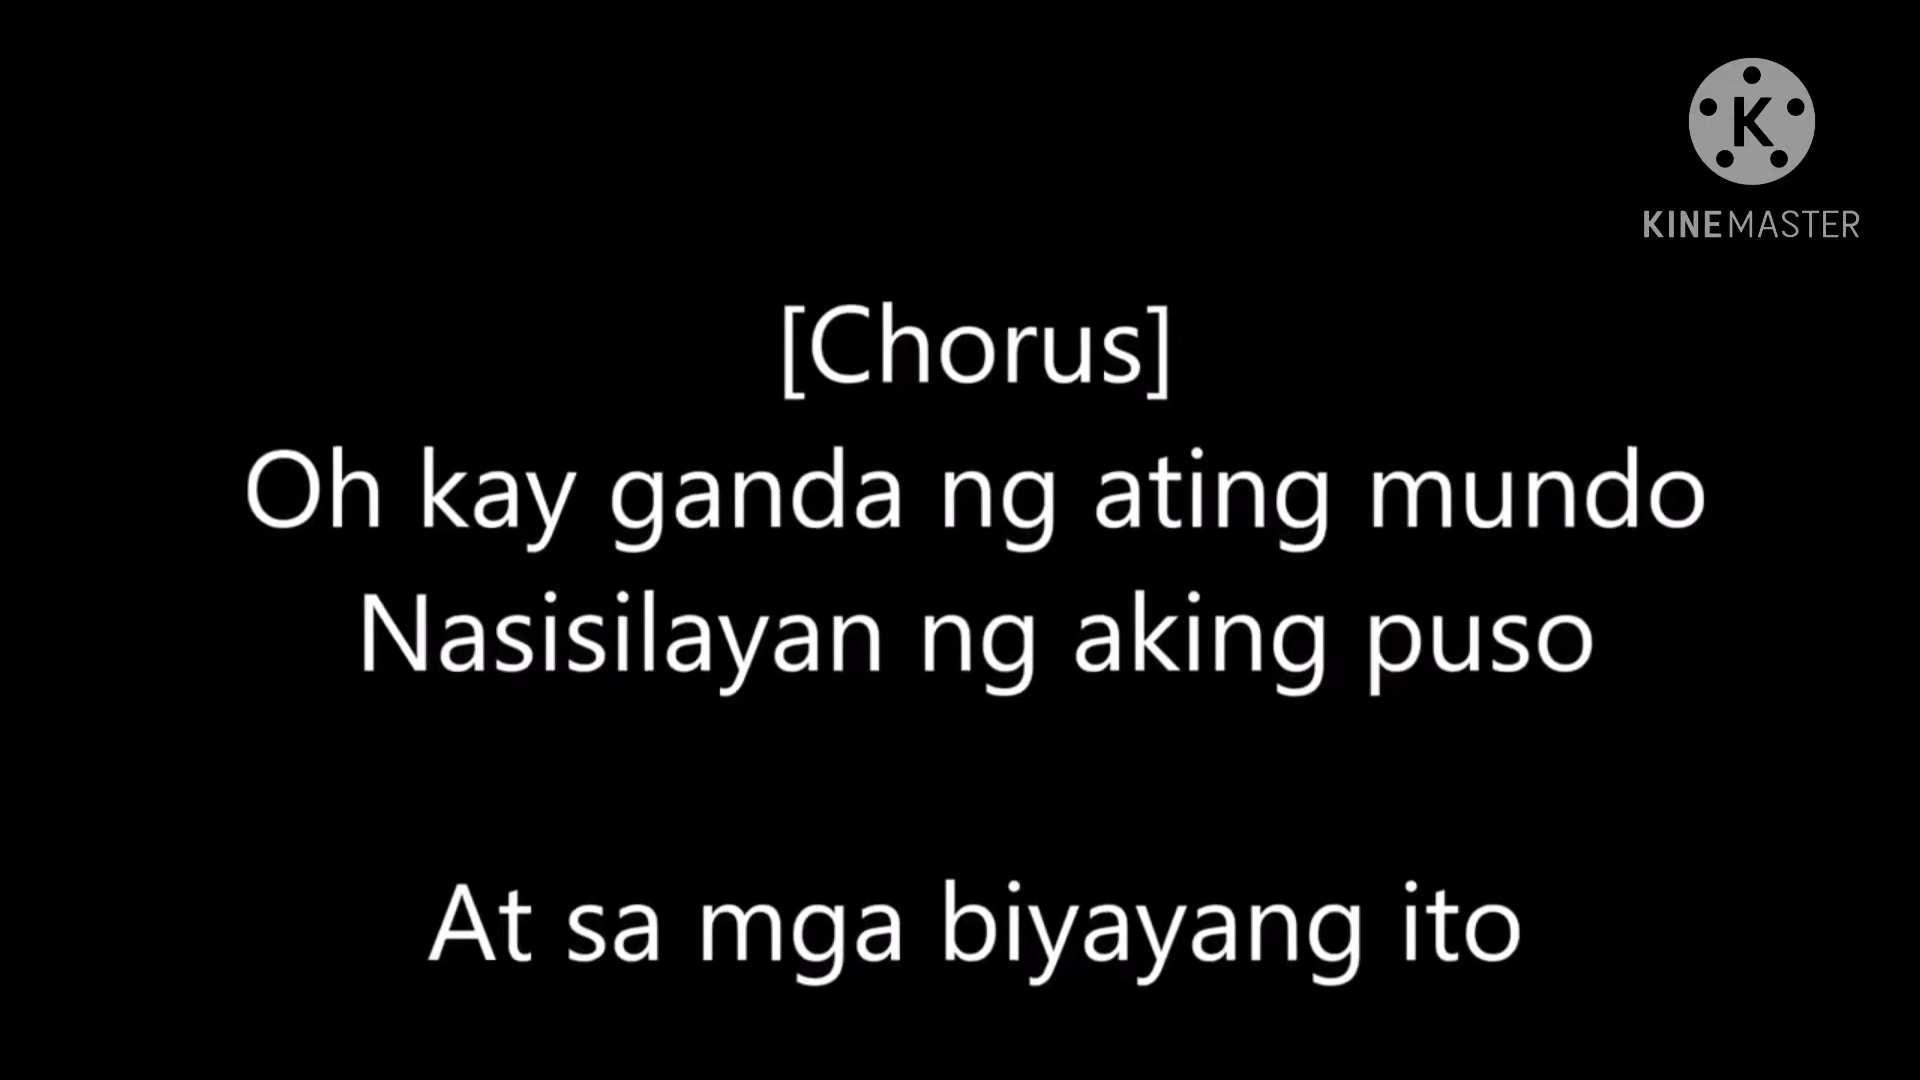 K
KINEMASTER
[Chorus]
Oh kay ganda ng ating mundo
Nasisilayan ng aking puso
At sa mga biyayang ito